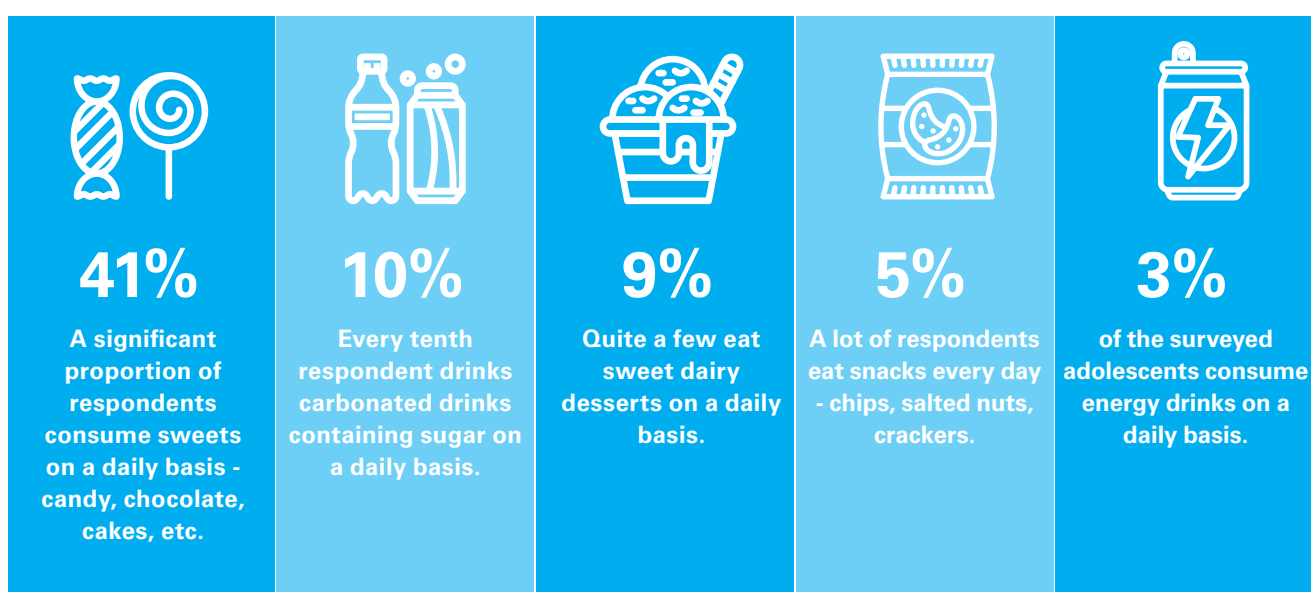 41%
A significant
proportion of
respondents
consume sweets
on a daily basis -
candy, chocolate,
cakes, etc.
10%
Every tenth
respondent drinks
carbonated drinks
containing sugar on
a daily basis.
9%
Quite a few eat
sweet dairy
desserts on a daily
basis.
5%
A lot of respondents
eat snacks every day
- chips, salted nuts,
crackers.
3%
of the surveyed
adolescents consume
energy drinks on a
daily basis.